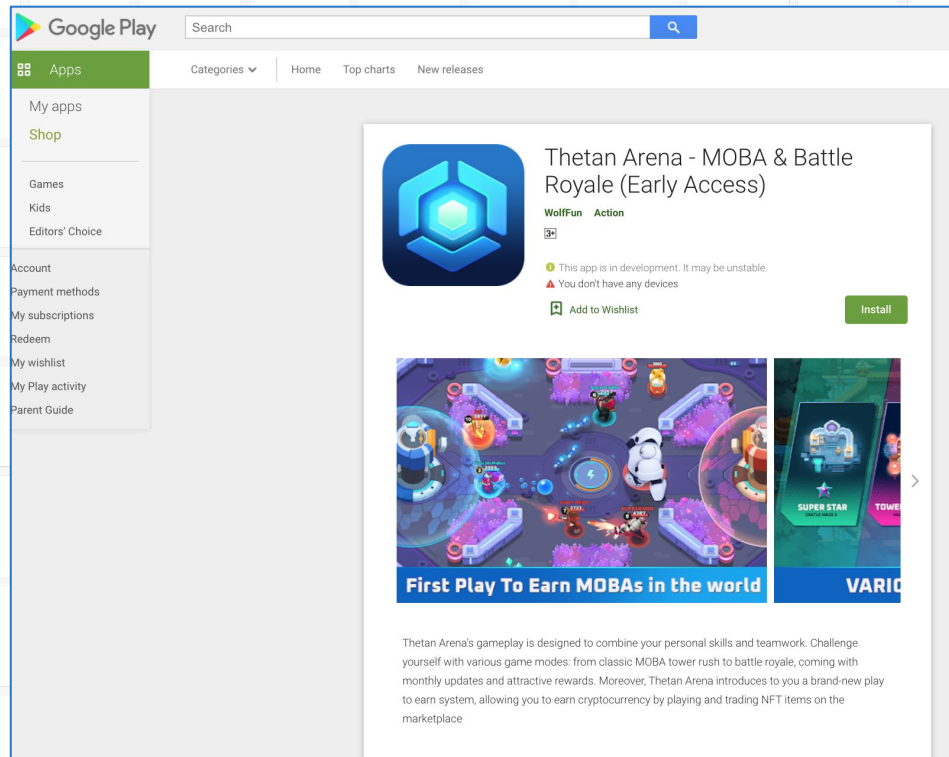 Google Play
Search
Apps
Categories
Home
Top charts
New releases
My apps
Shop
Games
Kids
Editors' Choice
Account
Payment methods
My subscriptions
Redeem
My wishlist
My Play activity
Parent Guide
Thetan Arena - MOBA & Battle
Royale (Early Access)
WolfFun Action
3+
This app is in development. It may be unstable.
You don't have any devices
Add to Wishlist
Install
First Play To Earn MOBAs in the world
SUPER STAR
TOWE
VARIO
Thetan Arena's gameplay is designed to combine your personal skills and teamwork. Challenge
yourself with various game modes: from classic MOBA tower rush to battle royale, coming with
monthly updates and attractive rewards. Moreover, Thetan Arena introduces to you a brand-new play
to earn system, allowing you to earn cryptocurrency by playing and trading NFT items on the
marketplace